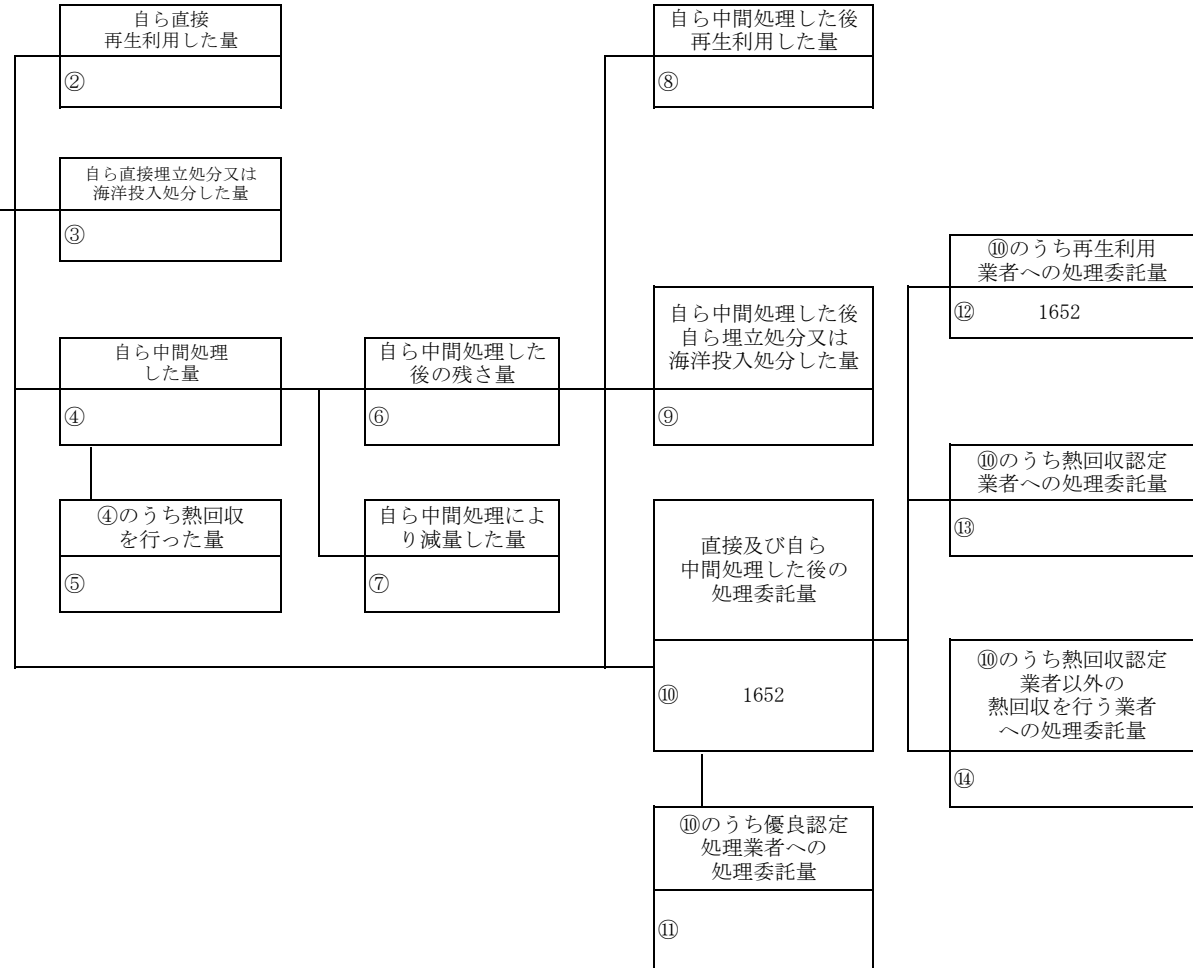 自ら直接
再生利用した量
②
自ら直接埋立処分又は
海洋投入処分した量
③
自ら中間処理
した量
④
④のうち熱回収
を行った量
⑤
自ら中間処理した
後の残さ量
⑥
自ら中間処理によ
り減量した量
⑦
自ら中間処理した後
再生利用した量
⑧
自ら中間処理した後
自ら埋立処分又は
海洋投入処分した量
⑨
直接及び自ら
中間処理した後の
処理委託量
⑩ 1652
⑩のうち優良認定
処理業者への
処理委託量
⑪
⑩のうち再生利用
業者への処理委託量
⑫ 1652
⑩のうち熱回収認定
業者への処理委託量
⑬
⑩のうち熱回収認定
業者以外の
熱回収を行う業者
への処理委託量
⑭